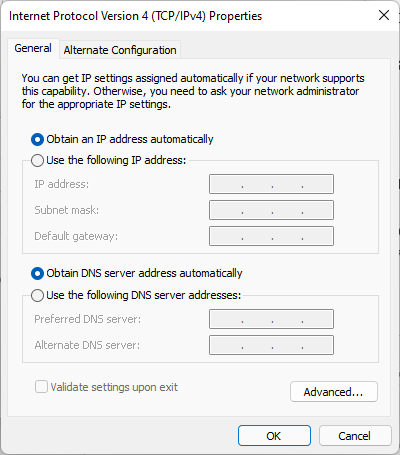 Internet Protocol Version 4 (TCP/IPv4) Properties
General
Alternate Configuration
You can get IP settings assigned automatically if your network supports
this capability. Otherwise, you need to ask your network administrator
for the appropriate IP settings.
Obtain an IP address automatically
Use the following IP address:
IP address:
Subnet mask:
Default gateway:
Obtain DNS server address automatically
Use the following DNS server addresses:
Preferred DNS server:
Alternate DNS server:
Validate settings upon exit
Advanced...
OK
Cancel